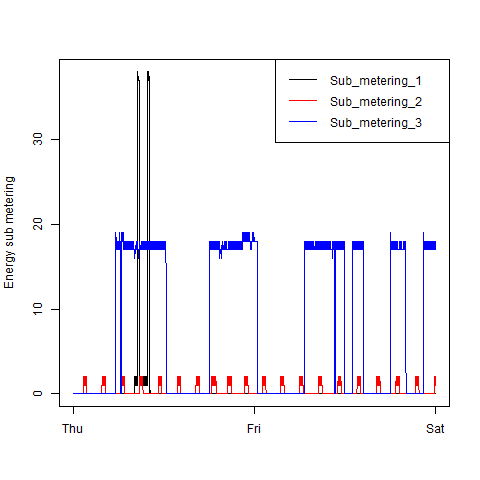 Sub_metering_1
Sub_metering_2
Sub_metering_3
Energy sub metering
30
20
10
0
Thu
Fri
Sat